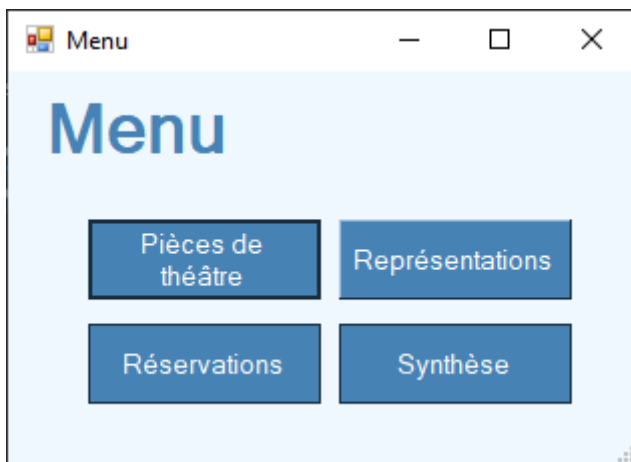 Menu
Menu
Pièces de
théâtre
Représentations
Réservations
Synthèse